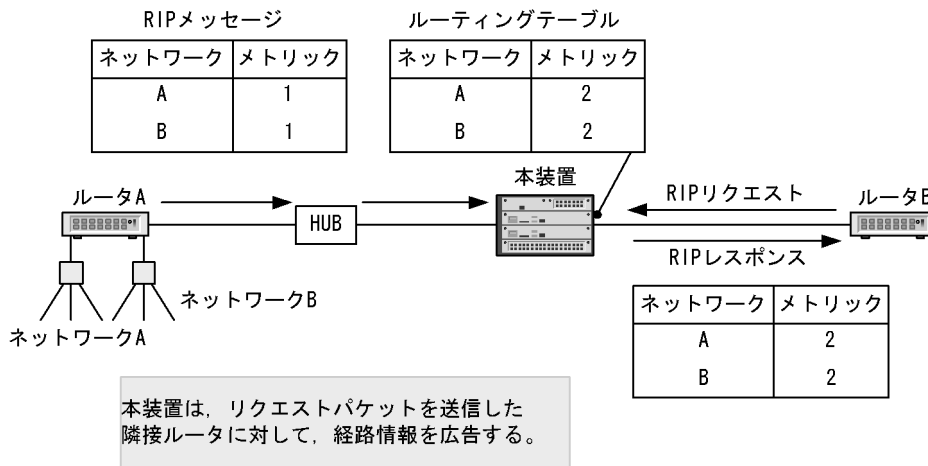 RIPメッセージ
ネットワーク メトリック
A 1
B 1
ルーティングテーブル
ネットワーク メトリック
A 2
B 2
ルータA
HUB
本装置
RIPリクエスト
ルータB
RIPレスポンス
ネットワークB
ネットワークA
ネットワーク メトリック
A 2
B 2
本装置は，リクエストパケットを送信した
隣接ルータに対して，経路情報を広告する。